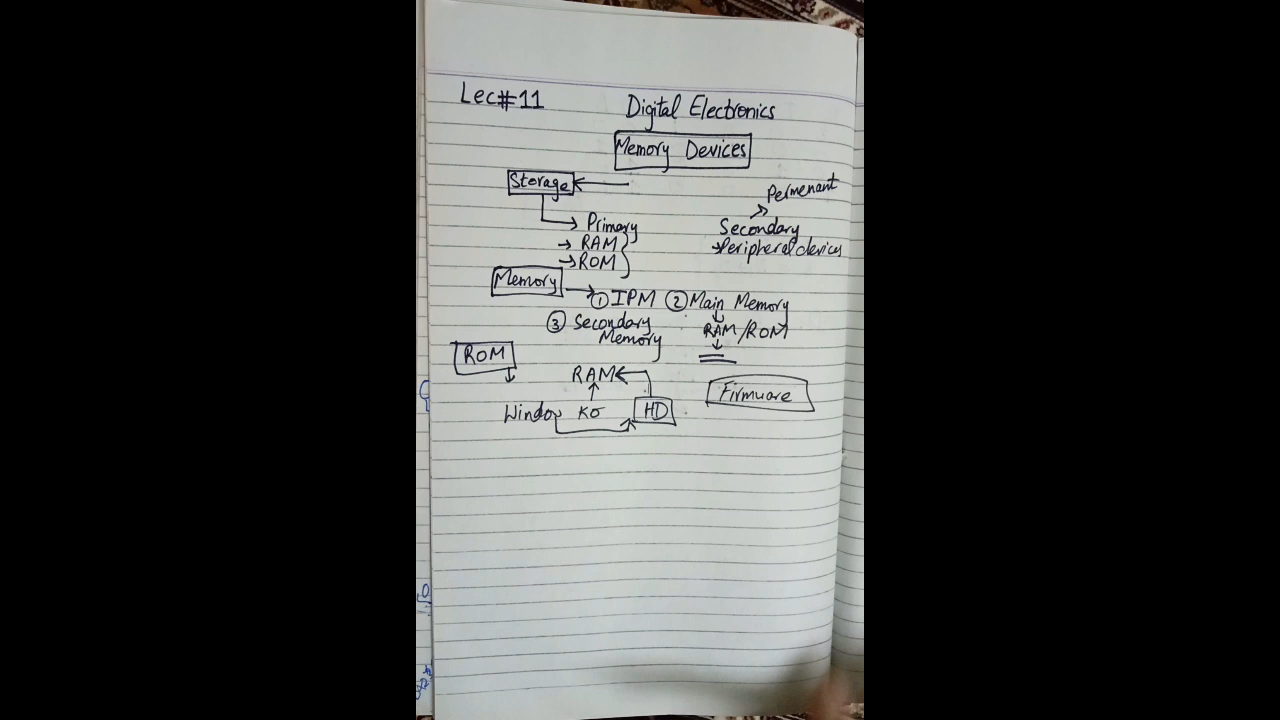 Lec#11
Digital Electronics
Memory Devices
Storage ←
Permenant
→ Primary
Secondary
→ RAM
→ Peripheral devices
→ ROM
Memory →
① IPM ② Main Memory
③ Secondary Memory
RAM/ROM
ROM
RAM ←
Firmware
Window KO HD